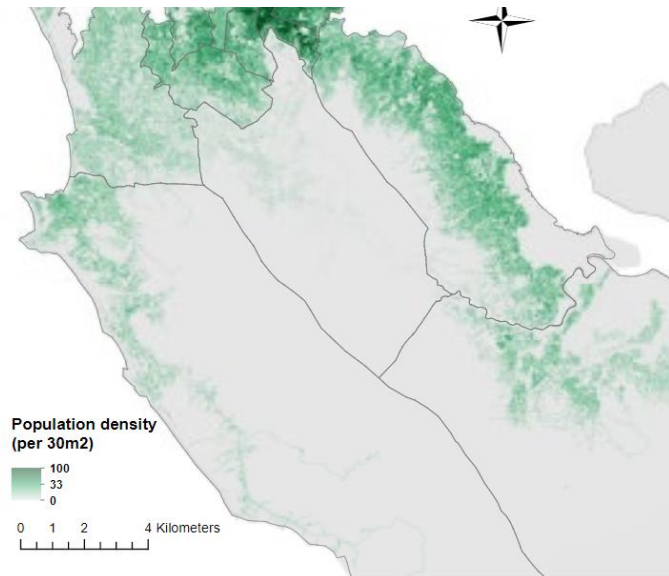 Population density
(per 30m2)
100
33
0
0 1 2 4 Kilometers